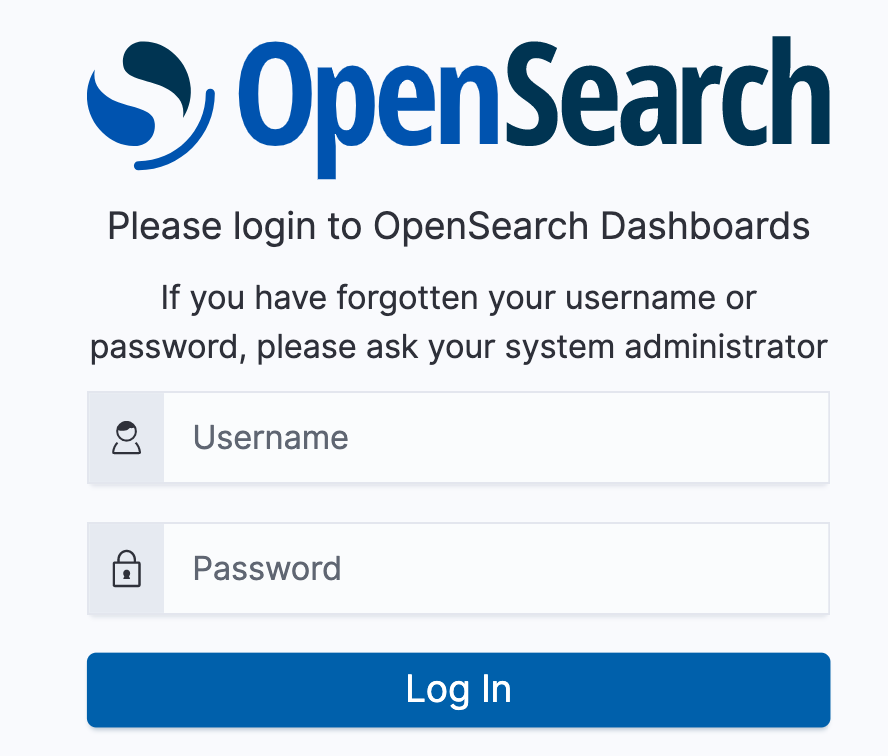 OpenSearch
Please login to OpenSearch Dashboards
If you have forgotten your username or
password, please ask your system administrator
Username
Password
Log In